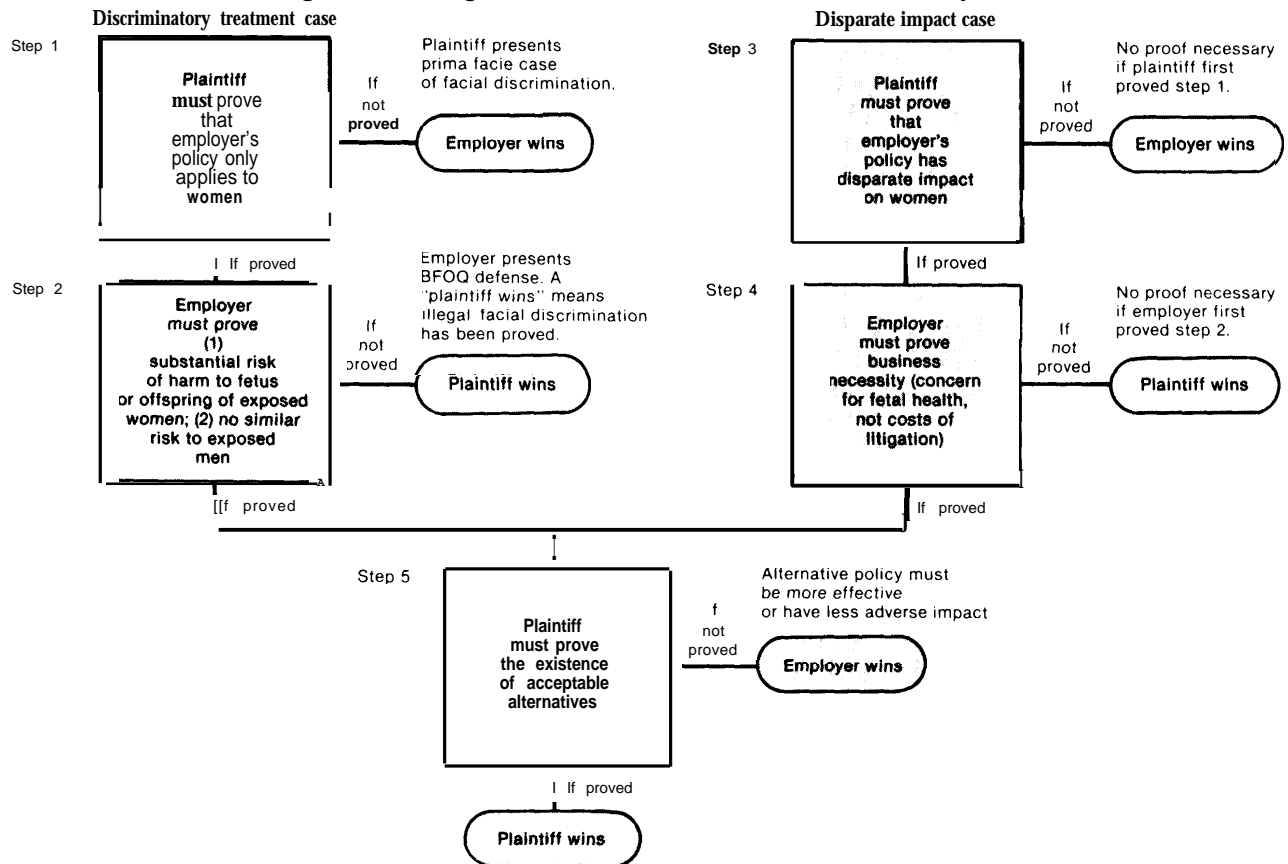 Discriminatory treatment case
Step 1
Plaintiff
must prove
that
employer's
policy only
applies to
women
If
not
proved
Plaintiff presents
prima facie case
of facial discrimination.
Employer wins
I If proved
Step 2
Employer
must prove
(1)
substantial risk
of harm to fetus
or offspring of exposed
women; (2) no similar
risk to exposed
men
If
not
proved
Employer presents
BFOQ defense. A
"plaintiff wins" means
illegal facial discrimination
has been proved.
Plaintiff wins
[[f proved
Disparate impact case
Step 3
Plaintiff
must prove
that
employer's
policy has
disparate impact
on women
If
not
proved
No proof necessary
if plaintiff first
proved step 1.
Employer wins
If proved
Step 4
Employer
must prove
business
necessity (concern
for fetal health,
not costs of
litigation)
If
not
proved
No proof necessary
if employer first
proved step 2.
Plaintiff wins
If proved
Step 5
Plaintiff
must prove
the existence
of acceptable
alternatives
f
not
proved
Alternative policy must
be more effective
or have less adverse impact
Employer wins
I If proved
Plaintiff wins